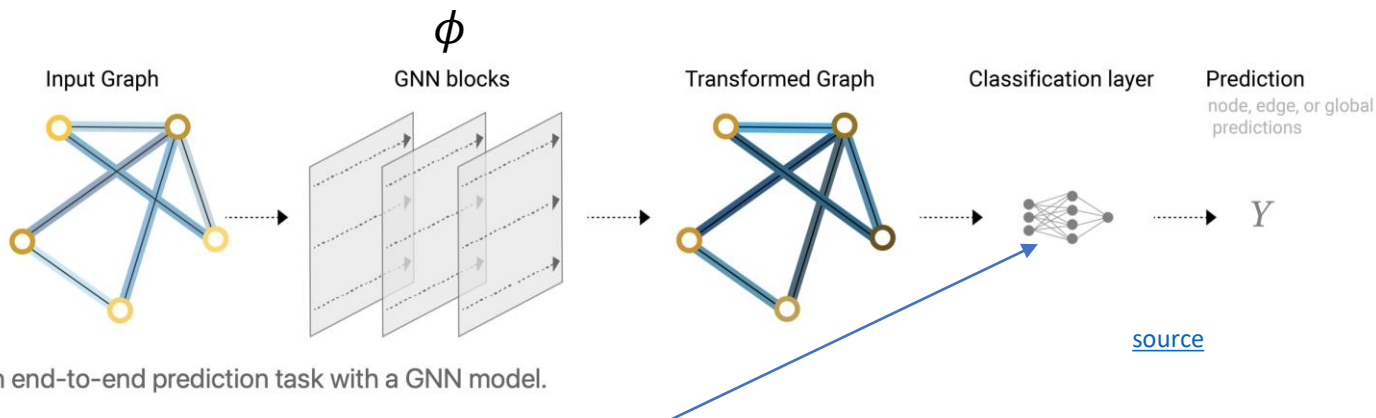 ϕ
Input Graph
GNN blocks
Transformed Graph
Classification layer
Prediction
node, edge, or global
predictions
Y
source
end-to-end prediction task with a GNN model.